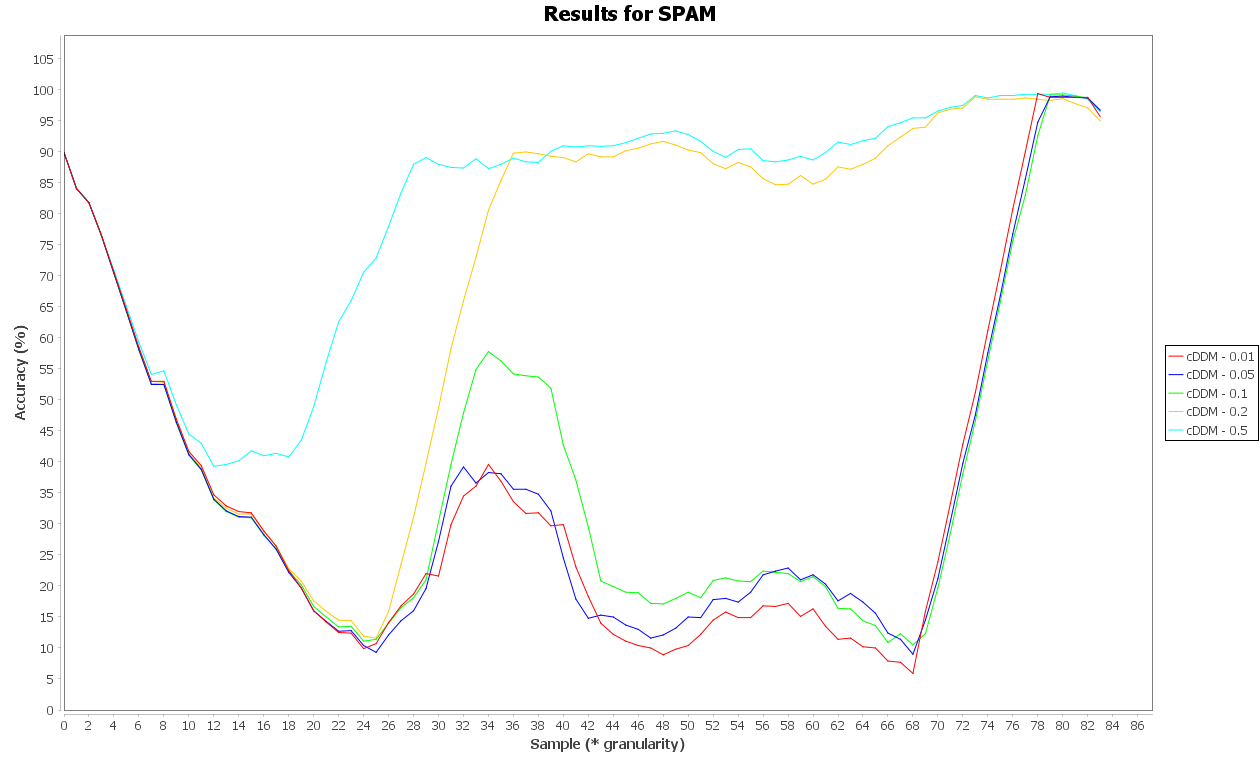 Results for SPAM
105
100
95
90
85
80
75
70
65
60
55
50
45
40
35
30
25
20
15
10
5
0
Accuracy (%)
0 2 4 6 8 10 12 14 16 18 20 22 24 26 28 30 32 34 36 38 40 42 44 46 48 50 52 54 56 58 60 62 64 66 68 70 72 74 76 78 80 82 84 86
Sample (* granularity)
cDDM - 0.01
cDDM - 0.05
cDDM - 0.1
cDDM - 0.2
cDDM - 0.5